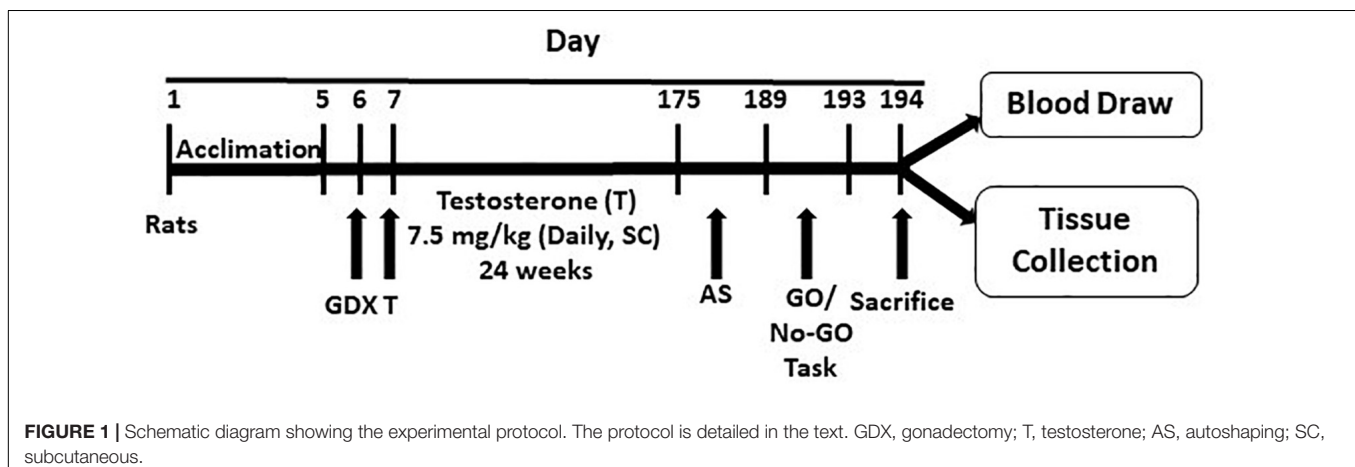 Day
1 5 6 7 175 189 193 194
Acclimation
Rats
Testosterone (T)
7.5 mg/kg (Daily, SC)
24 weeks
GDX T
AS
GO/
No-GO
Task
Sacrifice
Blood Draw
Tissue
Collection
FIGURE 1 | Schematic diagram showing the experimental protocol. The protocol is detailed in the text. GDX, gonadectomy; T, testosterone; AS, autoshaping; SC,
subcutaneous.